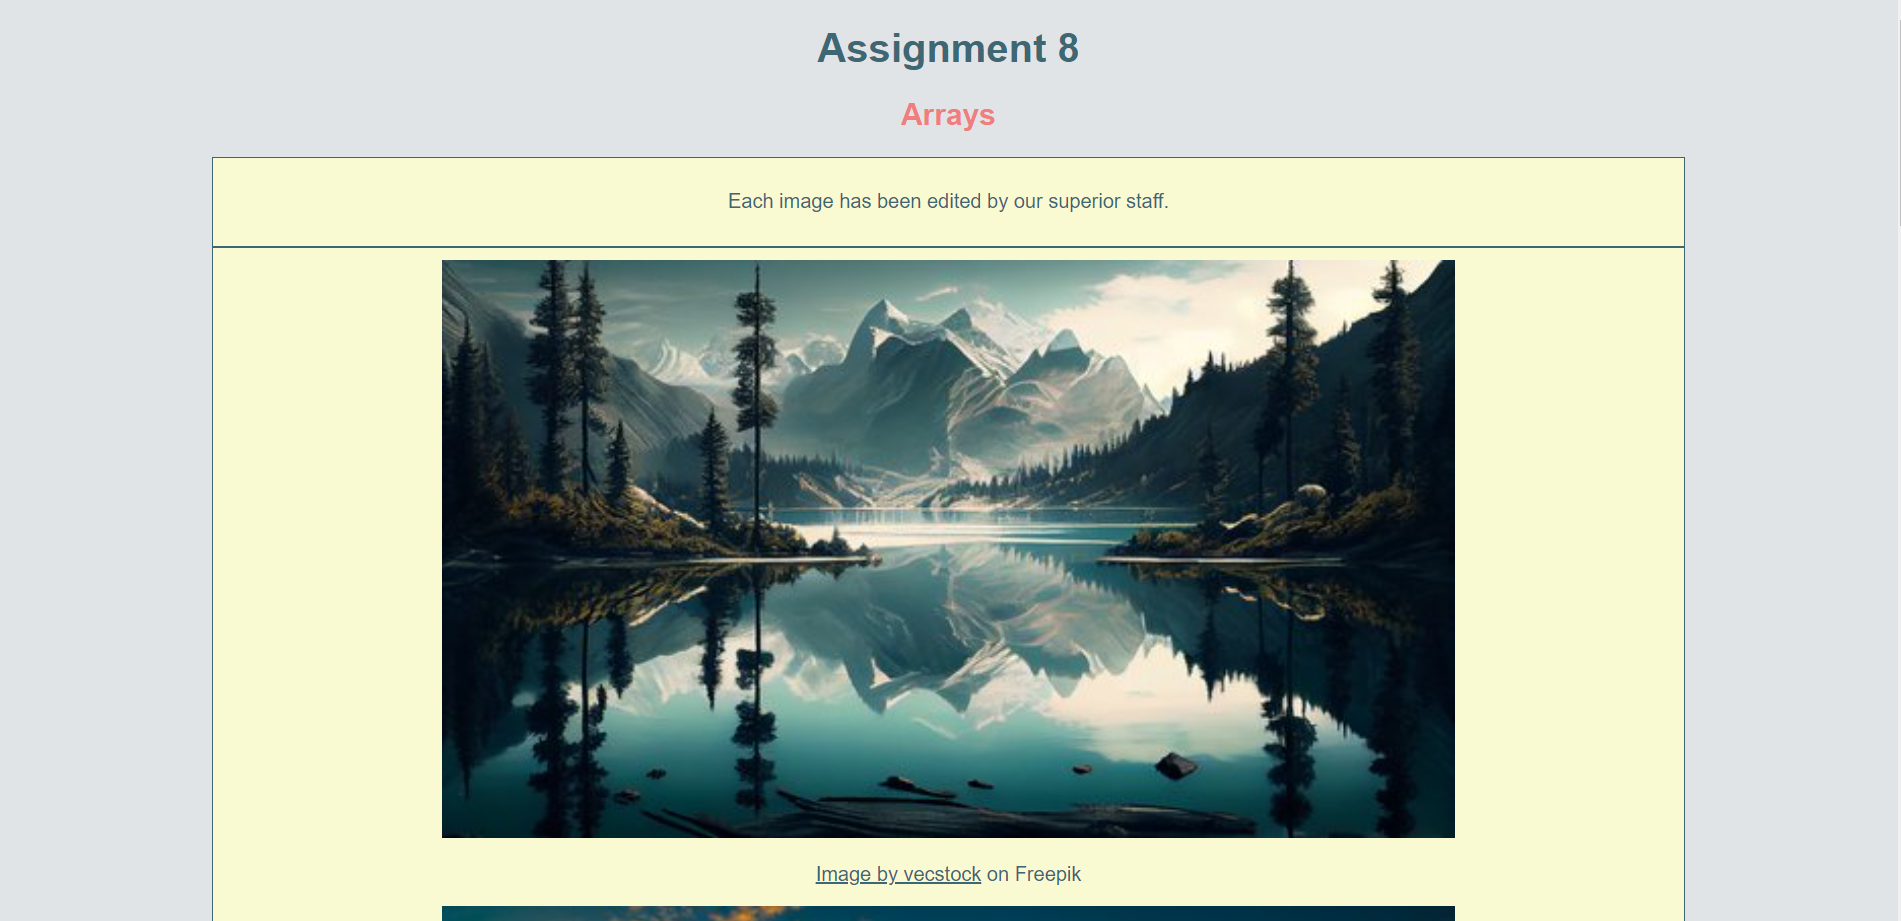 Assignment 8
Arrays
Each image has been edited by our superior staff.
Image by vecstock on Freepik